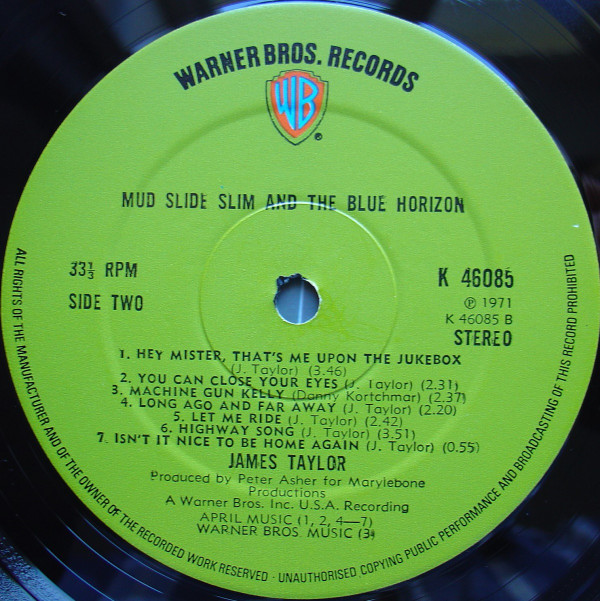 WARNER BROS. RECORDS
WB
®
MUD SLIDE SLIM AND THE BLUE HORIZON
33⅓ RPM
SIDE TWO
K 46085
℗ 1971
K 46085 B
STEREO
1. HEY MISTER, THAT'S ME UPON THE JUKEBOX
(J. Taylor) (3.46)
2. YOU CAN CLOSE YOUR EYES (J. Taylor) (2.31)
3. MACHINE GUN KELLY (Danny Kortchmar) (2.37)
4. LONG AGO AND FAR AWAY (J. Taylor) (2.20)
5. LET ME RIDE (J. Taylor) (2.42)
6. HIGHWAY SONG (J. Taylor) (3.51)
7. ISN'T IT NICE TO BE HOME AGAIN (J. Taylor) (0.55)
JAMES TAYLOR
Produced by Peter Asher for Marylebone
Productions
A Warner Bros. Inc. U.S.A. Recording
APRIL MUSIC (1, 2, 4—7)
WARNER BROS. MUSIC (3)
ALL RIGHTS OF THE MANUFACTURER AND OF THE OWNER OF THE RECORDED WORK RESERVED · UNAUTHORISED COPYING PUBLIC PERFORMANCE AND BROADCASTING OF THIS RECORD PROHIBITED